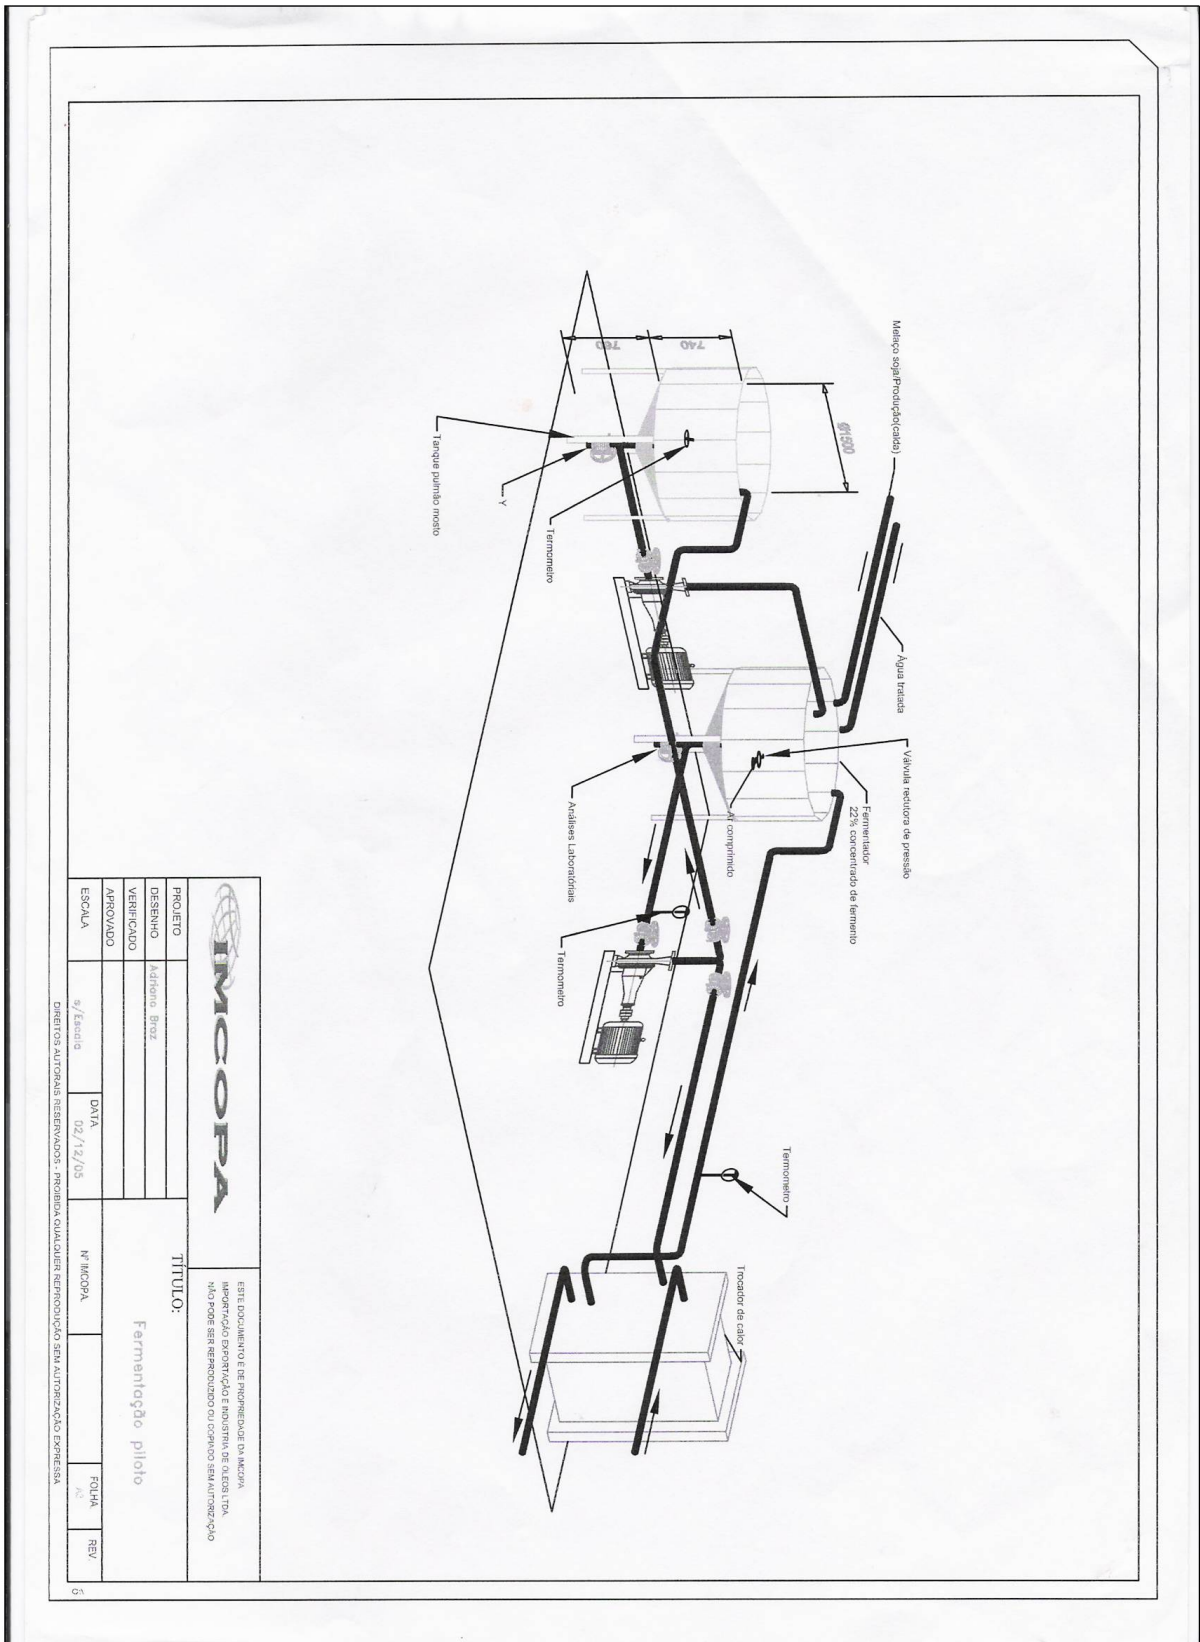 Melaço soja/Produção(calda)
Água tratada
Válvula redutora de pressão
Fermentador
22% concentrado de fermento
Ø1500
740
760
Termometro
Y
Tanque pulmão mosto
Ar comprimido
Análises Laboratóriais
Termometro
Termometro
Trocador de calor
IMCOPA
ESTE DOCUMENTO É DE PROPRIEDADE DA IMCOPA
IMPORTAÇÃO EXPORTAÇÃO E INDUSTRIA DE ÓLEOS LTDA.
NÃO PODE SER REPRODUZIDO OU COPIADO SEM AUTORIZAÇÃO
PROJETO
DESENHO Adriano Braz
VERIFICADO
APROVADO
TÍTULO:
Fermentação piloto
ESCALA s/Escala
DATA 02/12/05
Nº IMCOPA
FOLHA
REV.
DIREITOS AUTORAIS RESERVADOS - PROIBIDA QUALQUER REPRODUÇÃO SEM AUTORIZAÇÃO EXPRESSA